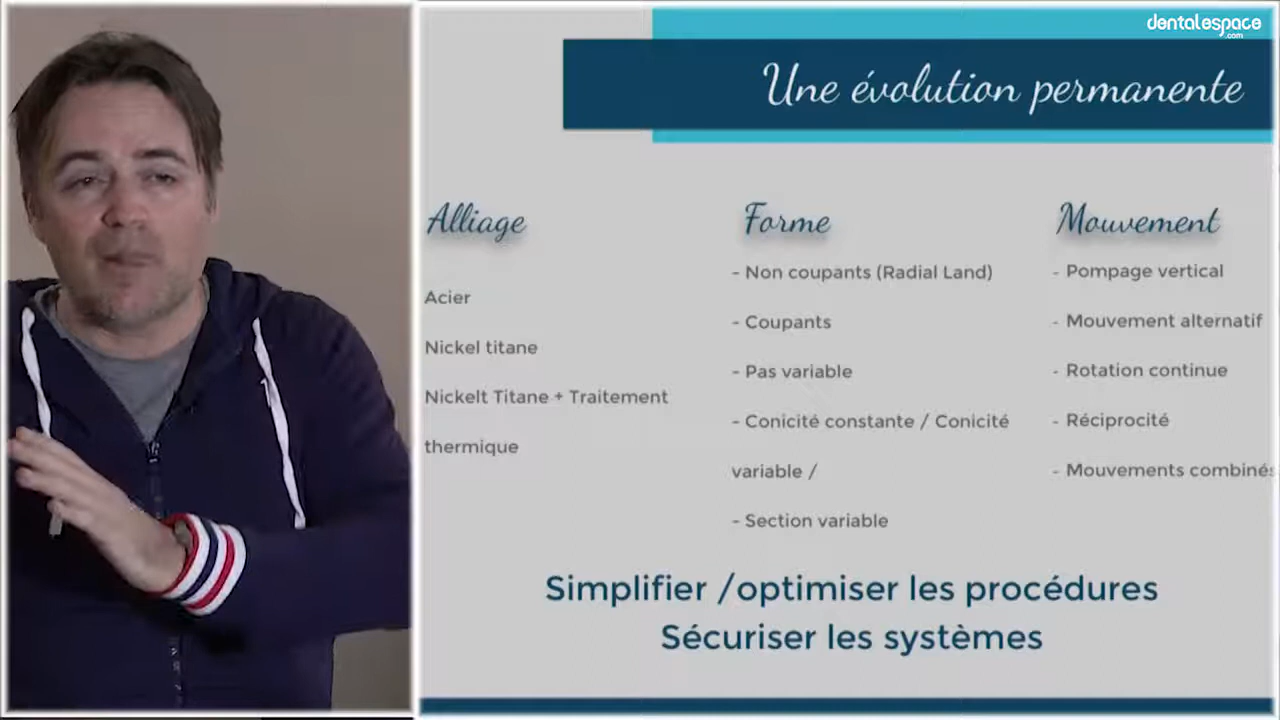 dentalespace
.com
Une évolution permanente
Alliage
Acier
Nickel titane
Nickelt Titane + Traitement
thermique
Forme
- Non coupants (Radial Land)
- Coupants
- Pas variable
- Conicité constante / Conicité
variable /
- Section variable
Mouvement
- Pompage vertical
- Mouvement alternatif
- Rotation continue
- Réciprocité
- Mouvements combinés
Simplifier /optimiser les procédures
Sécuriser les systèmes